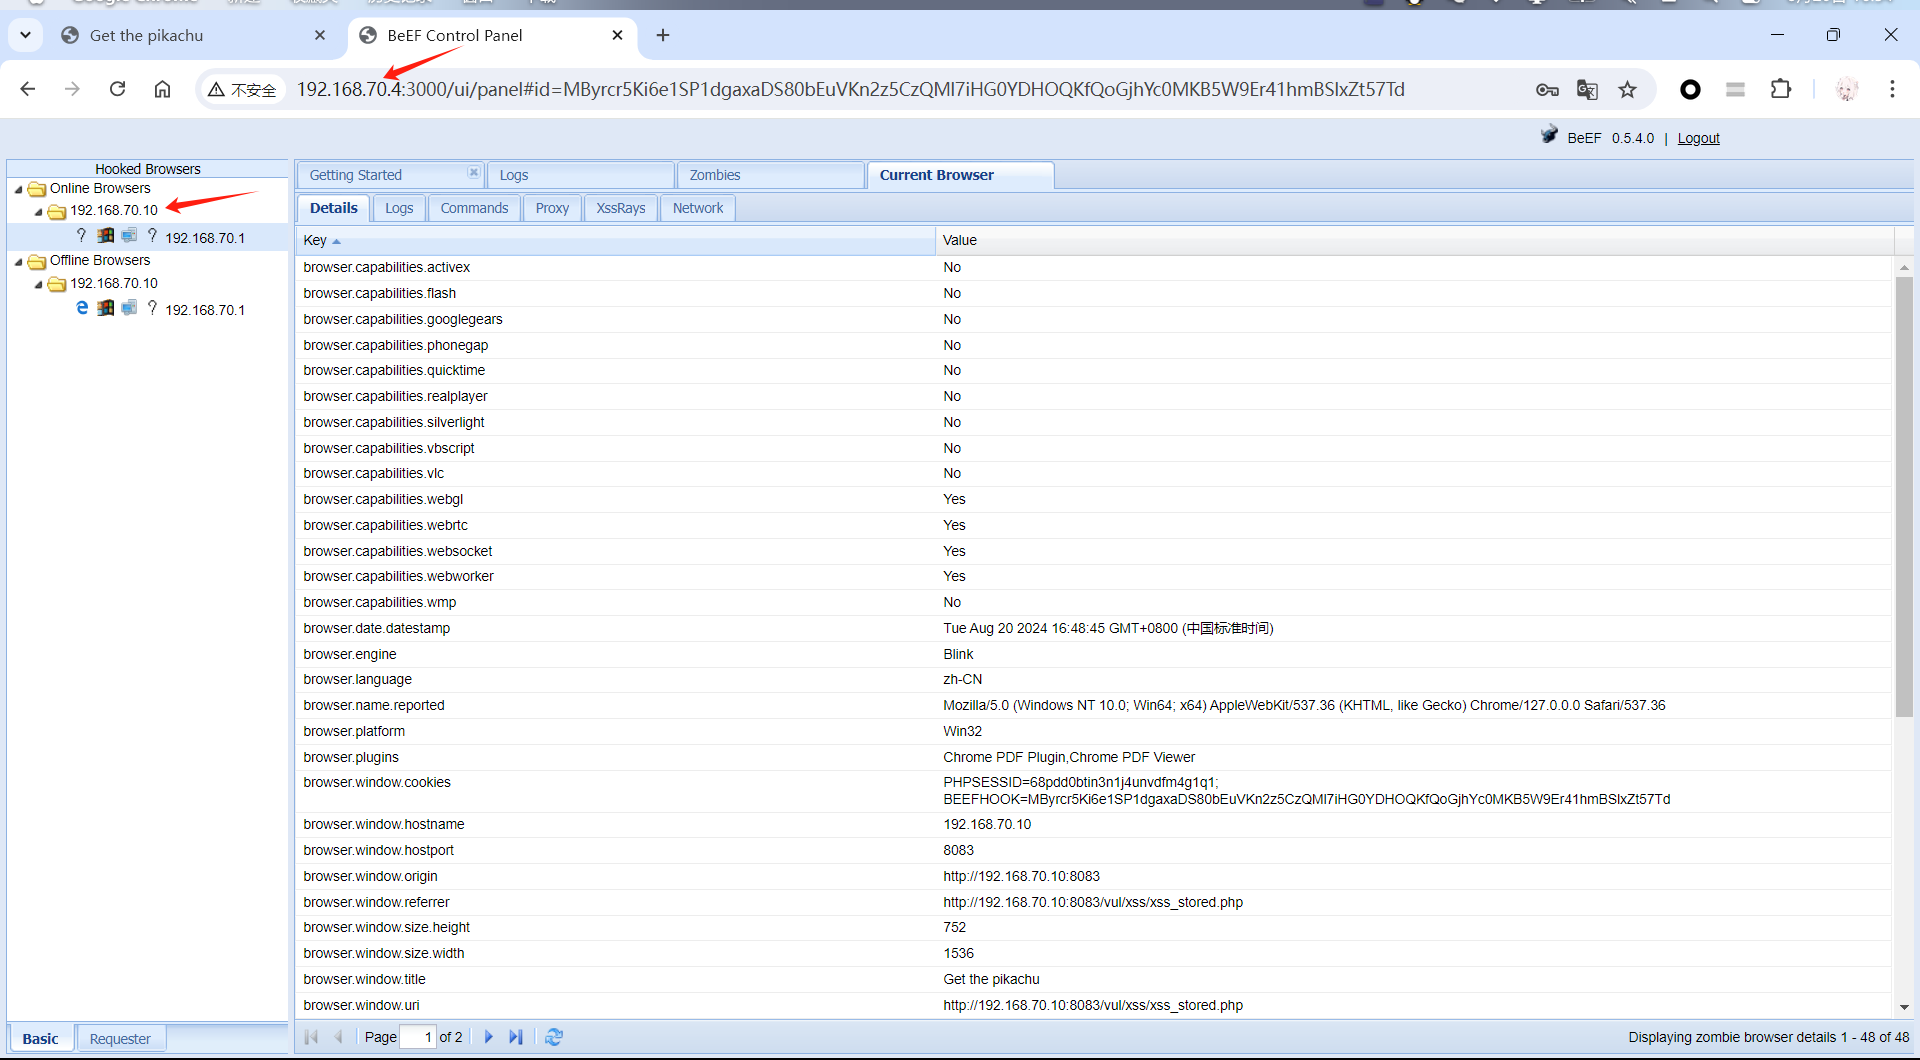 Get the pikachu
BeEF Control Panel
不安全
192.168.70.4:3000/ui/panel#id=MByrcr5Ki6e1SP1dgaxaDS80bEuVKn2z5CzQMl7iHG0YDHOQKfQoGjhYc0MKB5W9Er41hmBSlxZt57Td
BeEF 0.5.4.0 | Logout
Hooked Browsers
Online Browsers
192.168.70.10
? ? 192.168.70.1
Offline Browsers
192.168.70.10
? 192.168.70.1
Getting Started
Logs
Zombies
Current Browser
Details
Logs
Commands
Proxy
XssRays
Network
Key Value
browser.capabilities.activex No
browser.capabilities.flash No
browser.capabilities.googlegears No
browser.capabilities.phonegap No
browser.capabilities.quicktime No
browser.capabilities.realplayer No
browser.capabilities.silverlight No
browser.capabilities.vbscript No
browser.capabilities.vlc No
browser.capabilities.webgl Yes
browser.capabilities.webrtc Yes
browser.capabilities.websocket Yes
browser.capabilities.webworker Yes
browser.capabilities.wmp No
browser.date.datestamp Tue Aug 20 2024 16:48:45 GMT+0800 (中国标准时间)
browser.engine Blink
browser.language zh-CN
browser.name.reported Mozilla/5.0 (Windows NT 10.0; Win64; x64) AppleWebKit/537.36 (KHTML, like Gecko) Chrome/127.0.0.0 Safari/537.36
browser.platform Win32
browser.plugins Chrome PDF Plugin,Chrome PDF Viewer
browser.window.cookies PHPSESSID=68pdd0btin3n1j4unvdfm4g1q1;
BEEFHOOK=MByrcr5Ki6e1SP1dgaxaDS80bEuVKn2z5CzQMl7iHG0YDHOQKfQoGjhYc0MKB5W9Er41hmBSlxZt57Td
browser.window.hostname 192.168.70.10
browser.window.hostport 8083
browser.window.origin http://192.168.70.10:8083
browser.window.referrer http://192.168.70.10:8083/vul/xss/xss_stored.php
browser.window.size.height 752
browser.window.size.width 1536
browser.window.title Get the pikachu
browser.window.uri http://192.168.70.10:8083/vul/xss/xss_stored.php
Basic
Requester
Page 1 of 2
Displaying zombie browser details 1 - 48 of 48